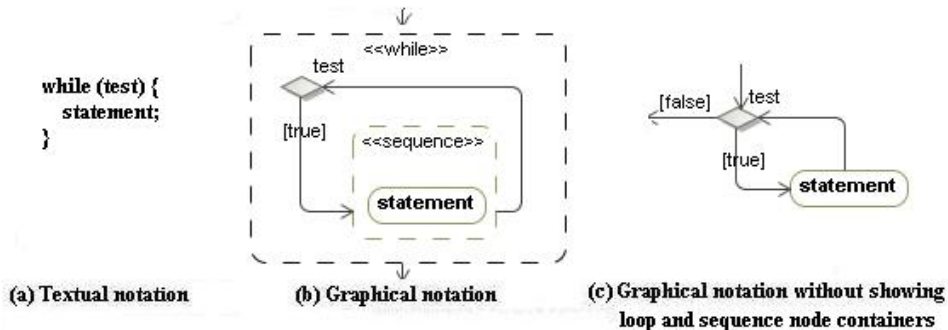 while (test) {
statement;
}
(a) Textual notation
<<while>>
test
[true]
<<sequence>>
statement
(b) Graphical notation
[false]
test
[true]
statement
(c) Graphical notation without showing
loop and sequence node containers